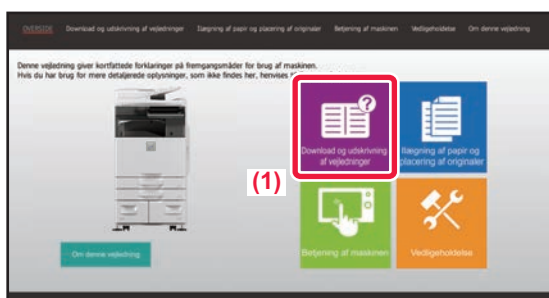 OVERSIDE Download og udskrivning af vejledninger Ilægning af papir og placering af originaler Betjening af maskinen Vedligeholdelse Om denne vejledning
Denne vejledning giver kortfattede forklaringer på fremgangsmåder for brug af maskinen.
Hvis du har brug for mere detaljerede oplysninger, som ikke findes her, henvises
Download og udskrivning
af vejledninger
Ilægning af papir og
placering af originaler
(1)
Om denne vejledning
Betjening af maskinen
Vedligeholdelse